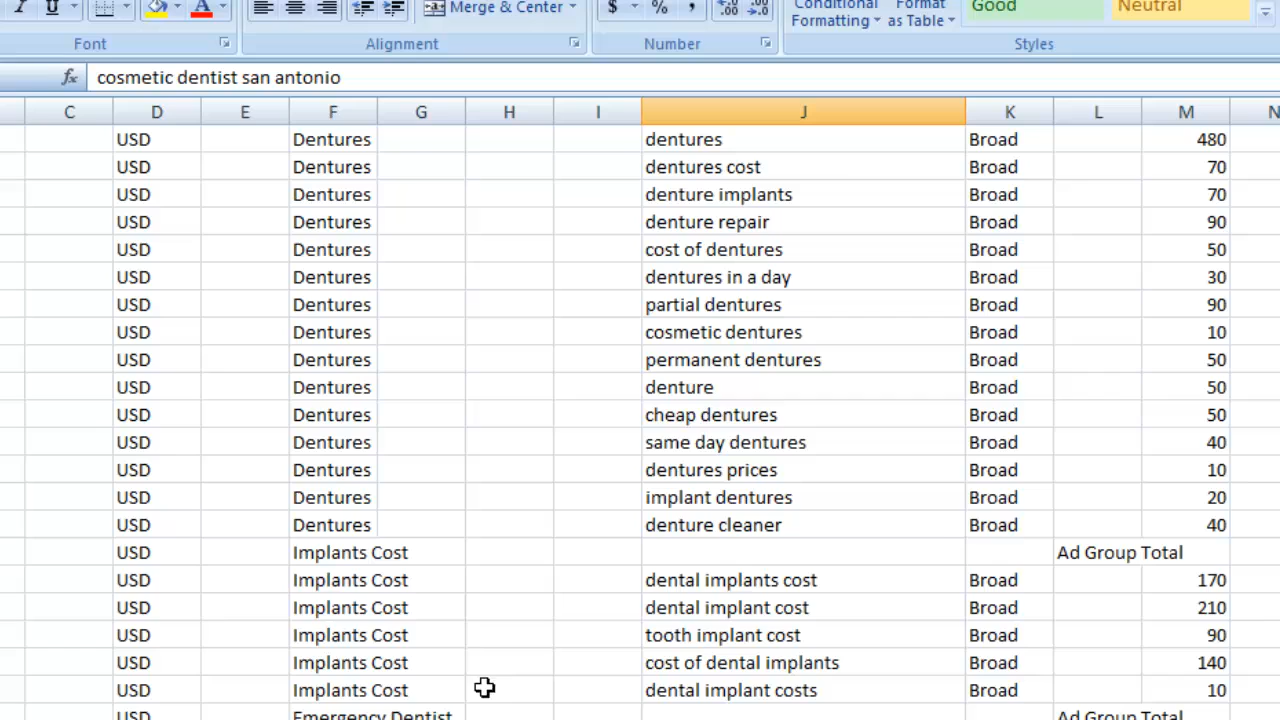 Merge & Center $ % , Conditional Format Good Neutral
Formatting as Table
Font Alignment Number Styles
fx cosmetic dentist san antonio
C D E F G H I J K L M N
USD Dentures dentures Broad 480
USD Dentures dentures cost Broad 70
USD Dentures denture implants Broad 70
USD Dentures denture repair Broad 90
USD Dentures cost of dentures Broad 50
USD Dentures dentures in a day Broad 30
USD Dentures partial dentures Broad 90
USD Dentures cosmetic dentures Broad 10
USD Dentures permanent dentures Broad 50
USD Dentures denture Broad 50
USD Dentures cheap dentures Broad 50
USD Dentures same day dentures Broad 40
USD Dentures dentures prices Broad 10
USD Dentures implant dentures Broad 20
USD Dentures denture cleaner Broad 40
USD Implants Cost Ad Group Total
USD Implants Cost dental implants cost Broad 170
USD Implants Cost dental implant cost Broad 210
USD Implants Cost tooth implant cost Broad 90
USD Implants Cost cost of dental implants Broad 140
USD Implants Cost dental implant costs Broad 10
USD Emergency Dentist Ad Group Total